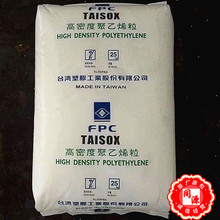 FPC
TAISOX
高密度聚乙烯粒
HIGH DENSITY POLYETHYLENE
25
台灣塑膠工業股份有限公司
MADE IN TAIWAN
FPC
TAISOX
高密度聚乙烯粒
HIGH DENSITY POLYETHYLENE
25
台灣塑膠工業股份有限公司